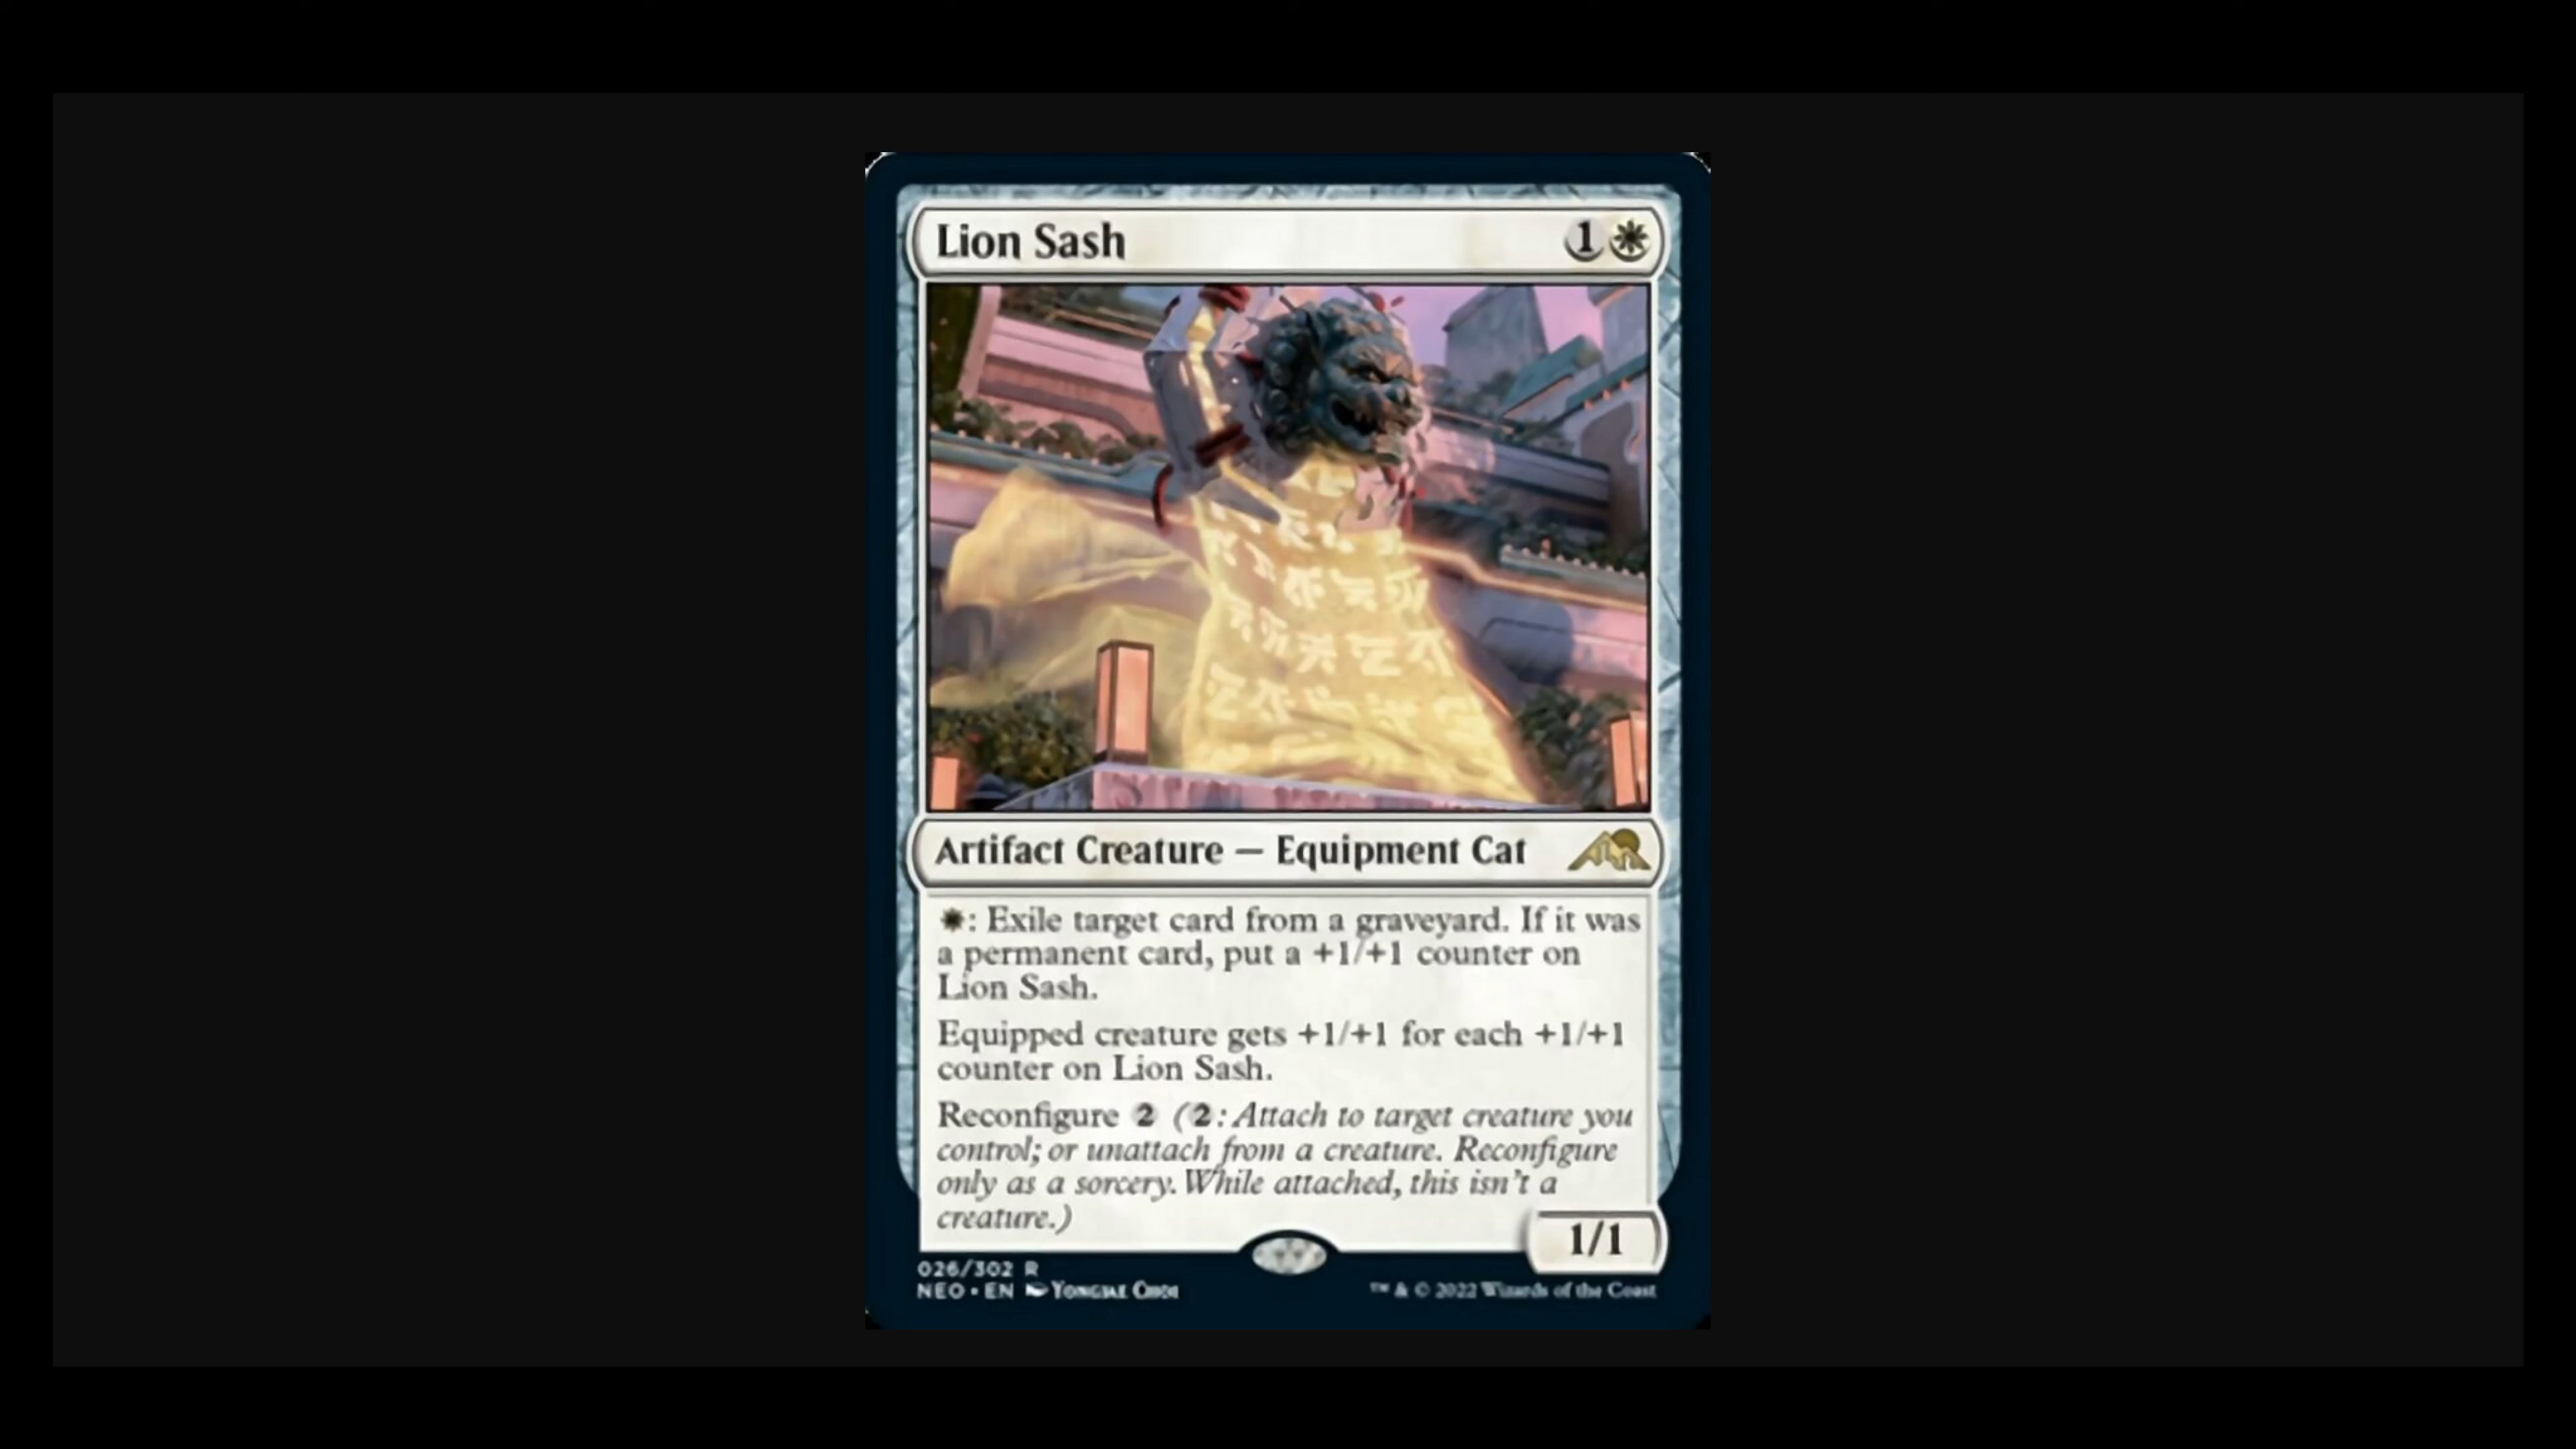 Lion Sash 1
Artifact Creature — Equipment Cat
: Exile target card from a graveyard. If it was
a permanent card, put a +1/+1 counter on
Lion Sash.
Equipped creature gets +1/+1 for each +1/+1
counter on Lion Sash.
Reconfigure 2 (2: Attach to target creature you
control; or unattach from a creature. Reconfigure
only as a sorcery. While attached, this isn't a
creature.)
1/1
026/302 R
NEO • EN Yongjae Choi
™ & © 2022 Wizards of the Coast